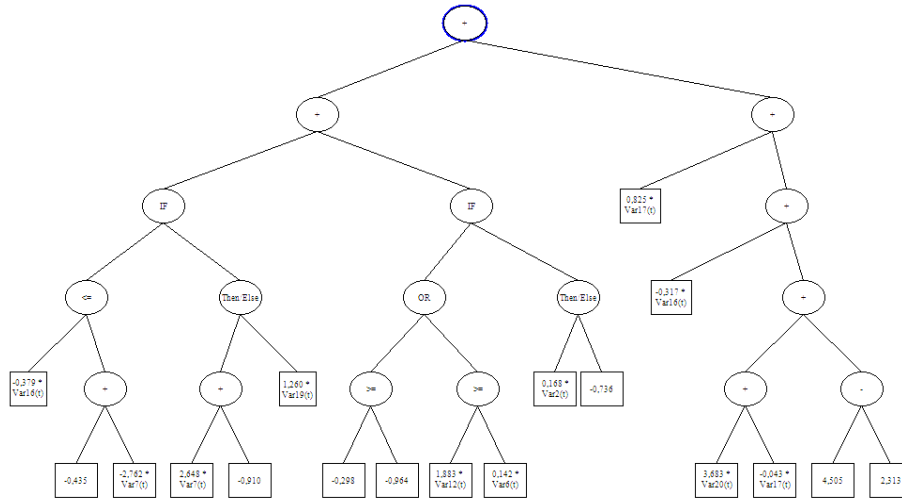 +
+
+
IF
IF
0,825 *
Var17(t)
+
<=
Then Else
OR
Then Else
-0,317 *
Var16(t)
+
-0,379 *
Var16(t)
+
+
1,260 *
Var19(t)
>=
>=
0,168 *
Var2(t)
-0,736
+
-
-0,435
-2,762 *
Var7(t)
2,648 *
Var7(t)
-0,910
-0,298
-0,964
1,883 *
Var12(t)
0,142 *
Var6(t)
3,683 *
Var20(t)
-0,043 *
Var17(t)
4,505
2,313